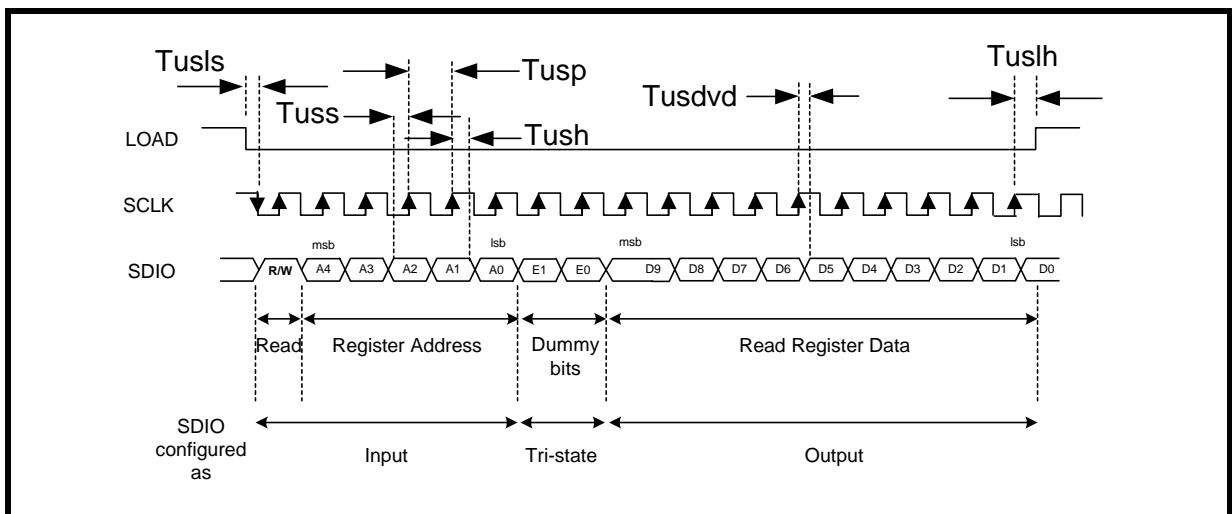 Tusls
Tusp
Tuslh
Tuss
Tusdvd
Tush
LOAD
SCLK
msb
lsb
msb
lsb
SDIO
R/W
A4
A3
A2
A1
A0
E1
E0
D9
D8
D7
D6
D5
D4
D3
D2
D1
D0
Read
Register Address
Dummy
bits
Read Register Data
SDIO
configured
as
Input
Tri-state
Output